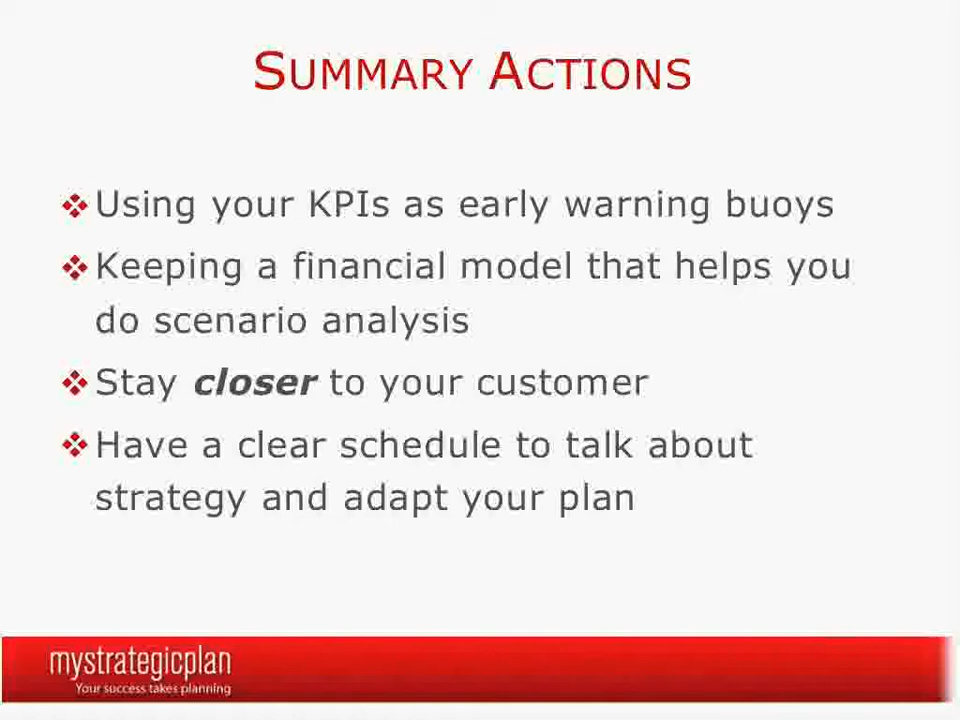 SUMMARY ACTIONS
Using your KPIs as early warning buoys
Keeping a financial model that helps you
do scenario analysis
Stay closer to your customer
Have a clear schedule to talk about
strategy and adapt your plan
mystrategicplan
Your success takes planning